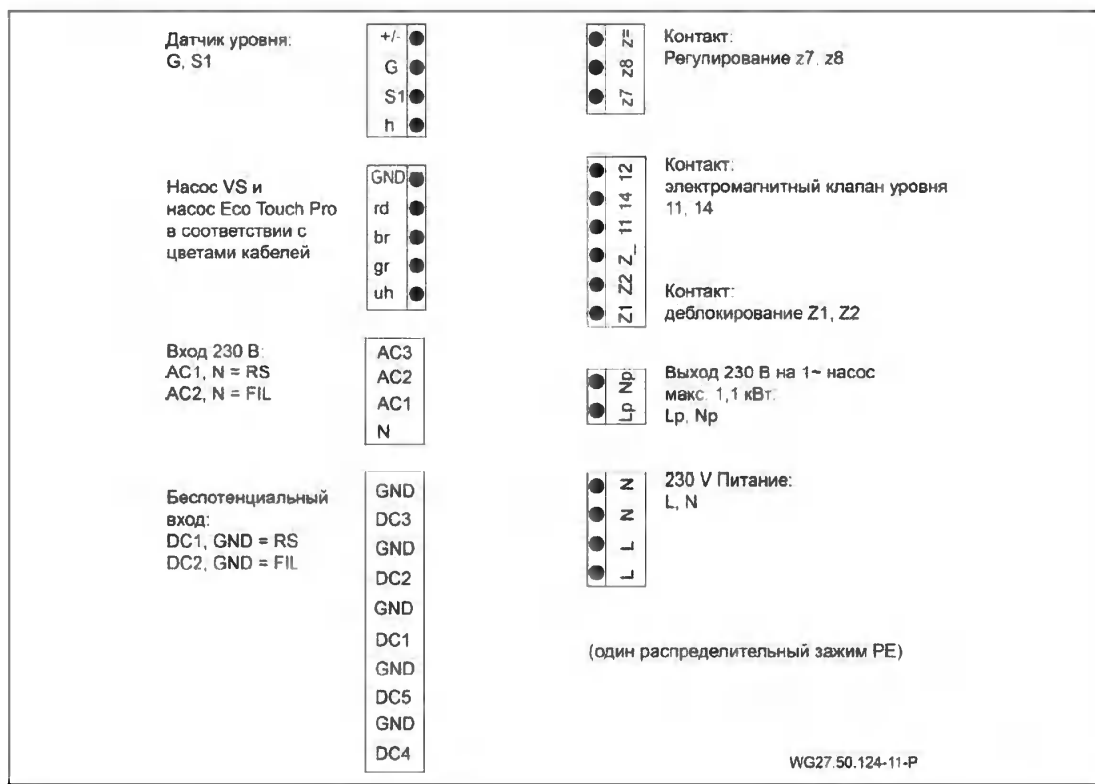 Датчик уровня:
G, S1
+/-
G
S1
h
Насос VS и
насос Eco Touch Pro
в соответствии с
цветами кабелей
GND
rd
br
gr
uh
Вход 230 В:
AC1, N = RS
AC2, N = FIL
AC3
AC2
AC1
N
Беспотенциальный
вход:
DC1, GND = RS
DC2, GND = FIL
GND
DC3
GND
DC2
GND
DC1
GND
DC5
GND
DC4
z7 z8 z=
Контакт:
Регулирование z7, z8
Z1 Z2 Z_ 11 14 12
Контакт:
электромагнитный клапан уровня
11, 14
Контакт:
деблокирование Z1, Z2
Lp Np
Выход 230 В на 1~ насос
макс. 1,1 кВт:
Lp, Np
L L N N
230 V Питание:
L, N
(один распределительный зажим PE)
WG27.50.124-11-P